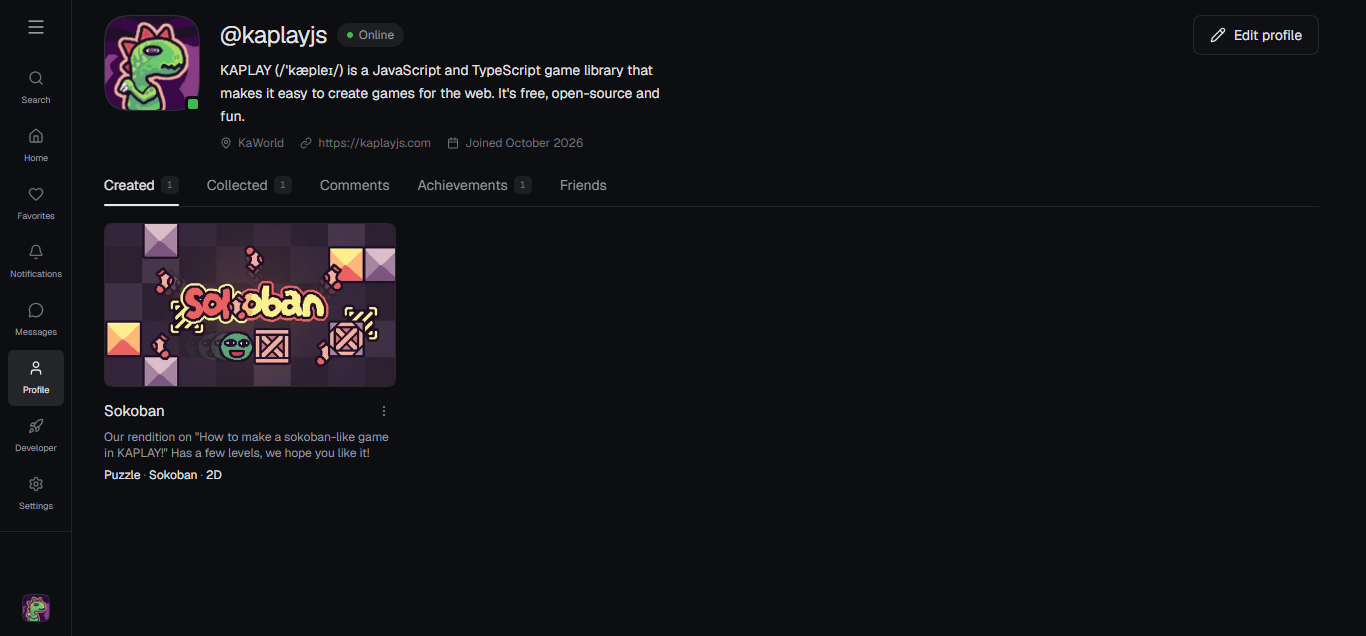 @kaplayjs
Online
Edit profile
KAPLAY (/ˈkæpleɪ/) is a JavaScript and TypeScript game library that
makes it easy to create games for the web. It's free, open-source and
fun.
KaWorld
https://kaplayjs.com
Joined October 2026
Search
Home
Favorites
Notifications
Messages
Profile
Developer
Settings
Created 1
Collected 1
Comments
Achievements 1
Friends
Sokoban
Sokoban
Our rendition on "How to make a sokoban-like game
in KAPLAY!" Has a few levels, we hope you like it!
Puzzle · Sokoban · 2D